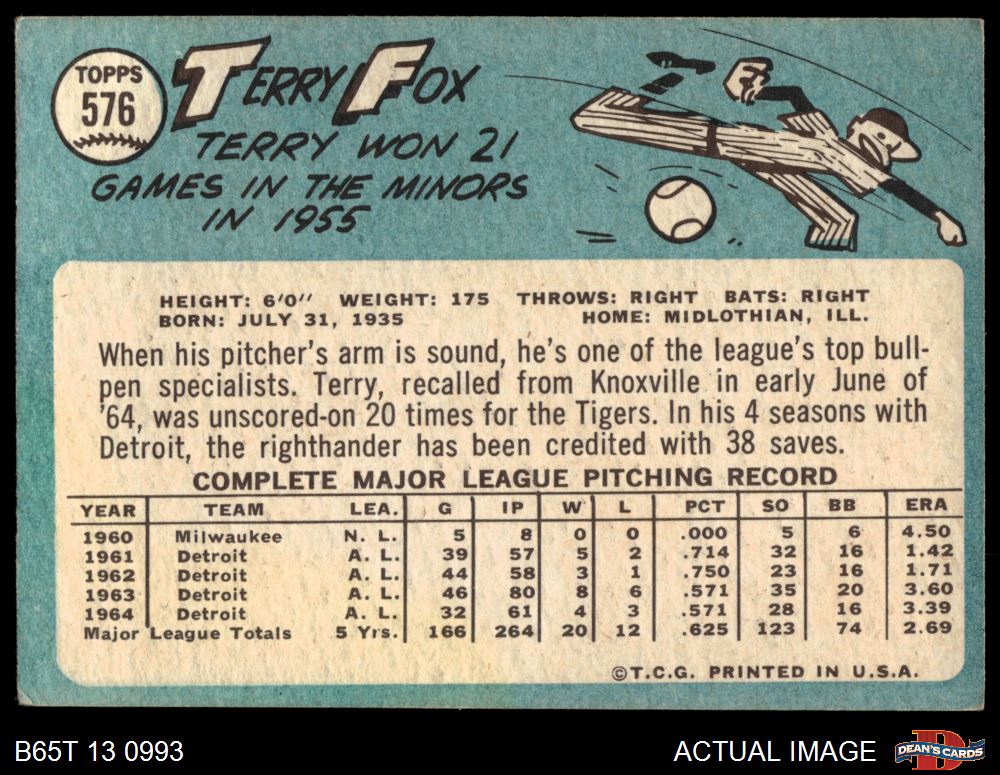 TOPPS
576
TERRY FOX
TERRY WON 21
GAMES IN THE MINORS
IN 1955
HEIGHT: 6'0" WEIGHT: 175 THROWS: RIGHT BATS: RIGHT
BORN: JULY 31, 1935 HOME: MIDLOTHIAN, ILL.
When his pitcher's arm is sound, he's one of the league's top bull-
pen specialists. Terry, recalled from Knoxville in early June of
'64, was unscored-on 20 times for the Tigers. In his 4 seasons with
Detroit, the righthander has been credited with 38 saves.
COMPLETE MAJOR LEAGUE PITCHING RECORD
YEAR TEAM LEA. G IP W L PCT SO BB ERA
1960 Milwaukee N. L. 5 8 0 0 .000 5 6 4.50
1961 Detroit A. L. 39 57 5 2 .714 32 16 1.42
1962 Detroit A. L. 44 58 3 1 .750 23 16 1.71
1963 Detroit A. L. 46 80 8 6 .571 35 20 3.60
1964 Detroit A. L. 32 61 4 3 .571 28 16 3.39
Major League Totals 5 Yrs. 166 264 20 12 .625 123 74 2.69
©T.C.G. PRINTED IN U.S.A.
B65T 13 0993 ACTUAL IMAGE DEAN'S CARDS